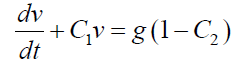 dv/dt + C₁v = g(1 − C₂)